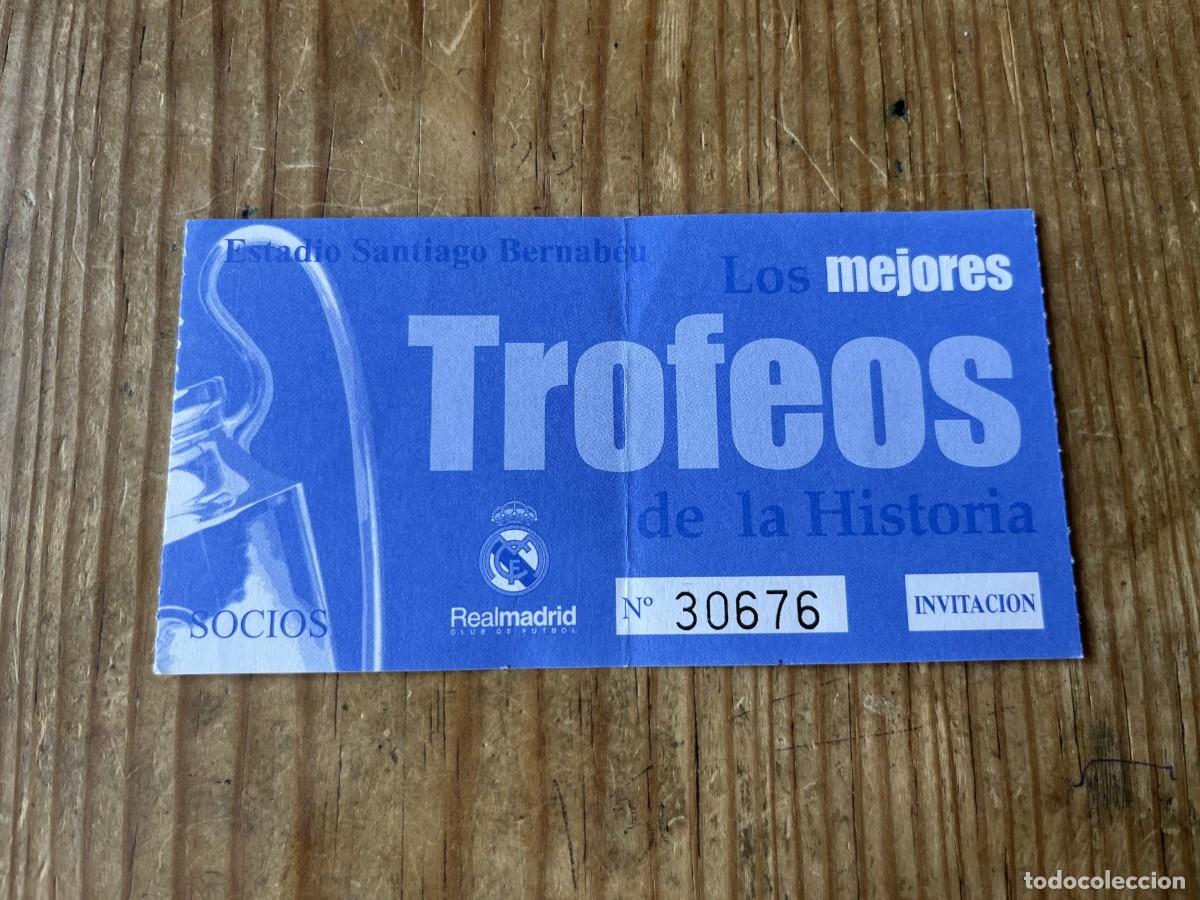 Estadio Santiago Bernabéu
Los mejores
Trofeos
de la Historia
SOCIOS
Realmadrid
CLUB DE FUTBOL
Nº 30676
INVITACION
todocoleccion